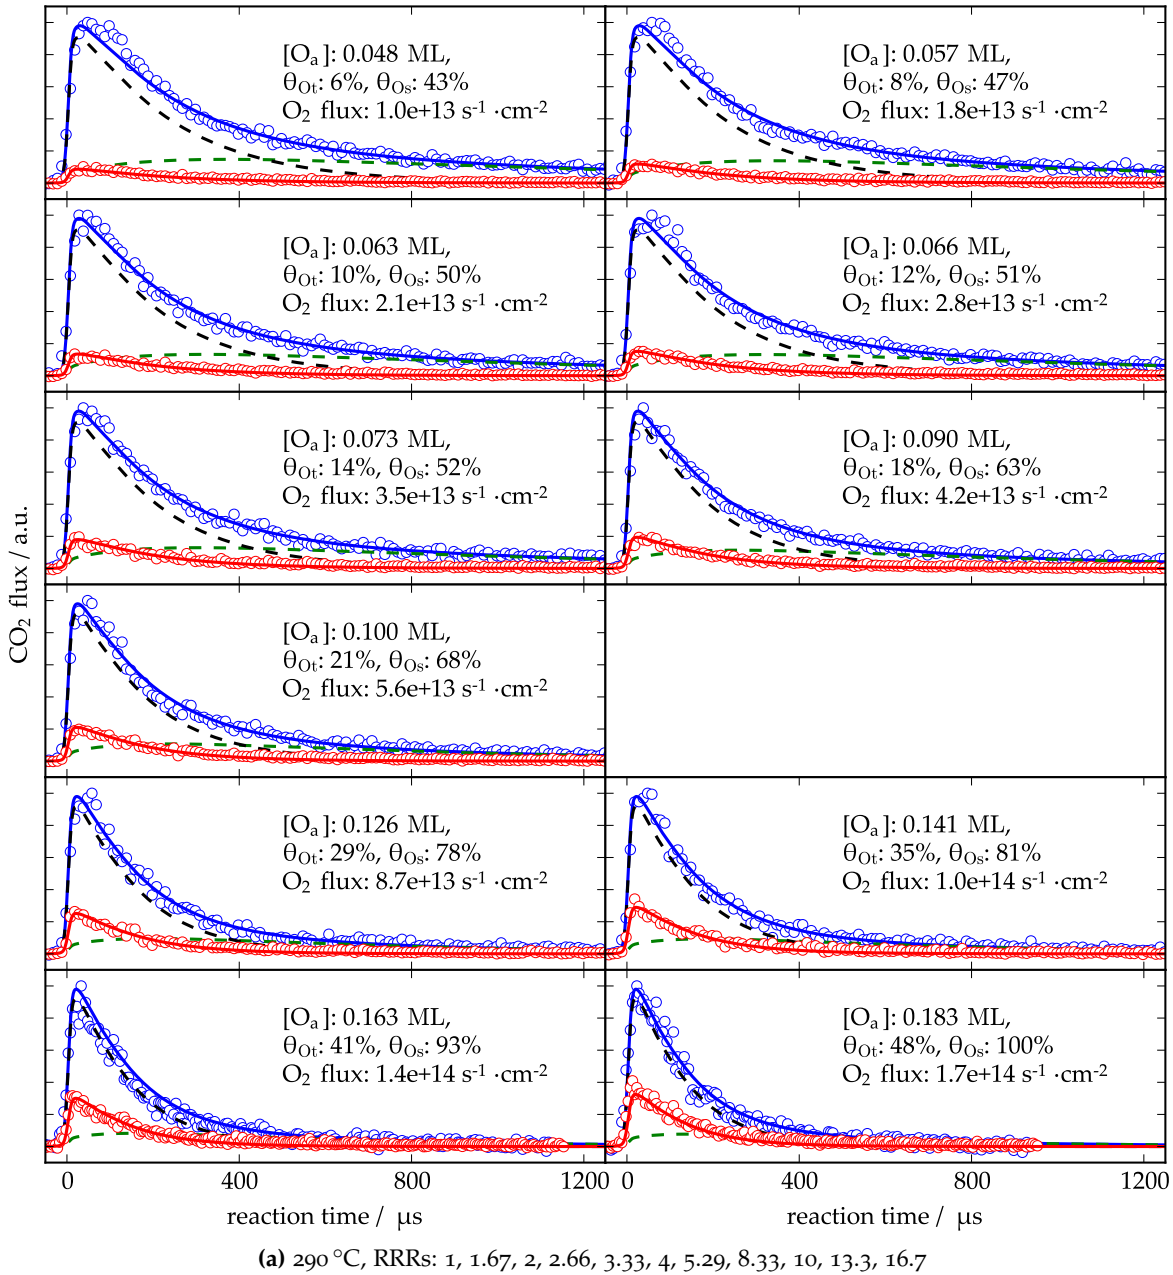 [Oa]: 0.048 ML,
θOt: 6%, θOs: 43%
O2 flux: 1.0e+13 s-1 ·cm-2
[Oa]: 0.057 ML,
θOt: 8%, θOs: 47%
O2 flux: 1.8e+13 s-1 ·cm-2
[Oa]: 0.063 ML,
θOt: 10%, θOs: 50%
O2 flux: 2.1e+13 s-1 ·cm-2
[Oa]: 0.066 ML,
θOt: 12%, θOs: 51%
O2 flux: 2.8e+13 s-1 ·cm-2
[Oa]: 0.073 ML,
θOt: 14%, θOs: 52%
O2 flux: 3.5e+13 s-1 ·cm-2
[Oa]: 0.090 ML,
θOt: 18%, θOs: 63%
O2 flux: 4.2e+13 s-1 ·cm-2
CO2 flux / a.u.
[Oa]: 0.100 ML,
θOt: 21%, θOs: 68%
O2 flux: 5.6e+13 s-1 ·cm-2
[Oa]: 0.126 ML,
θOt: 29%, θOs: 78%
O2 flux: 8.7e+13 s-1 ·cm-2
[Oa]: 0.141 ML,
θOt: 35%, θOs: 81%
O2 flux: 1.0e+14 s-1 ·cm-2
[Oa]: 0.163 ML,
θOt: 41%, θOs: 93%
O2 flux: 1.4e+14 s-1 ·cm-2
[Oa]: 0.183 ML,
θOt: 48%, θOs: 100%
O2 flux: 1.7e+14 s-1 ·cm-2
0 400 800 1200
0 400 800 1200
reaction time / μs
reaction time / μs
(a) 290 °C, RRRs: 1, 1.67, 2, 2.66, 3.33, 4, 5.29, 8.33, 10, 13.3, 16.7